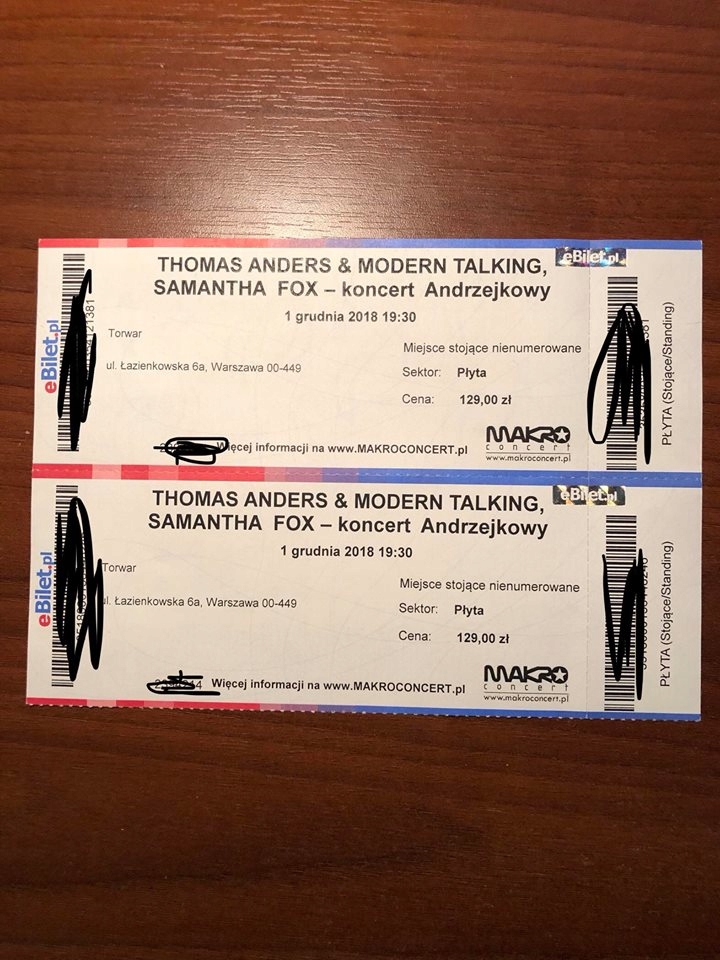 THOMAS ANDERS & MODERN TALKING,
SAMANTHA FOX – koncert Andrzejkowy
eBilet.pl
1 grudnia 2018 19:30
eBilet.pl
Torwar
ul. Łazienkowska 6a, Warszawa 00-449
Miejsce stojące nienumerowane
Sektor: Płyta
Cena: 129,00 zł
Więcej informacji na www.MAKROCONCERT.pl
MAKRO
concert
www.makroconcert.pl
PŁYTA (Stojące/Standing)
THOMAS ANDERS & MODERN TALKING,
SAMANTHA FOX – koncert Andrzejkowy
eBilet.pl
1 grudnia 2018 19:30
eBilet.pl
Torwar
ul. Łazienkowska 6a, Warszawa 00-449
Miejsce stojące nienumerowane
Sektor: Płyta
Cena: 129,00 zł
Więcej informacji na www.MAKROCONCERT.pl
MAKRO
concert
www.makroconcert.pl
PŁYTA (Stojące/Standing)